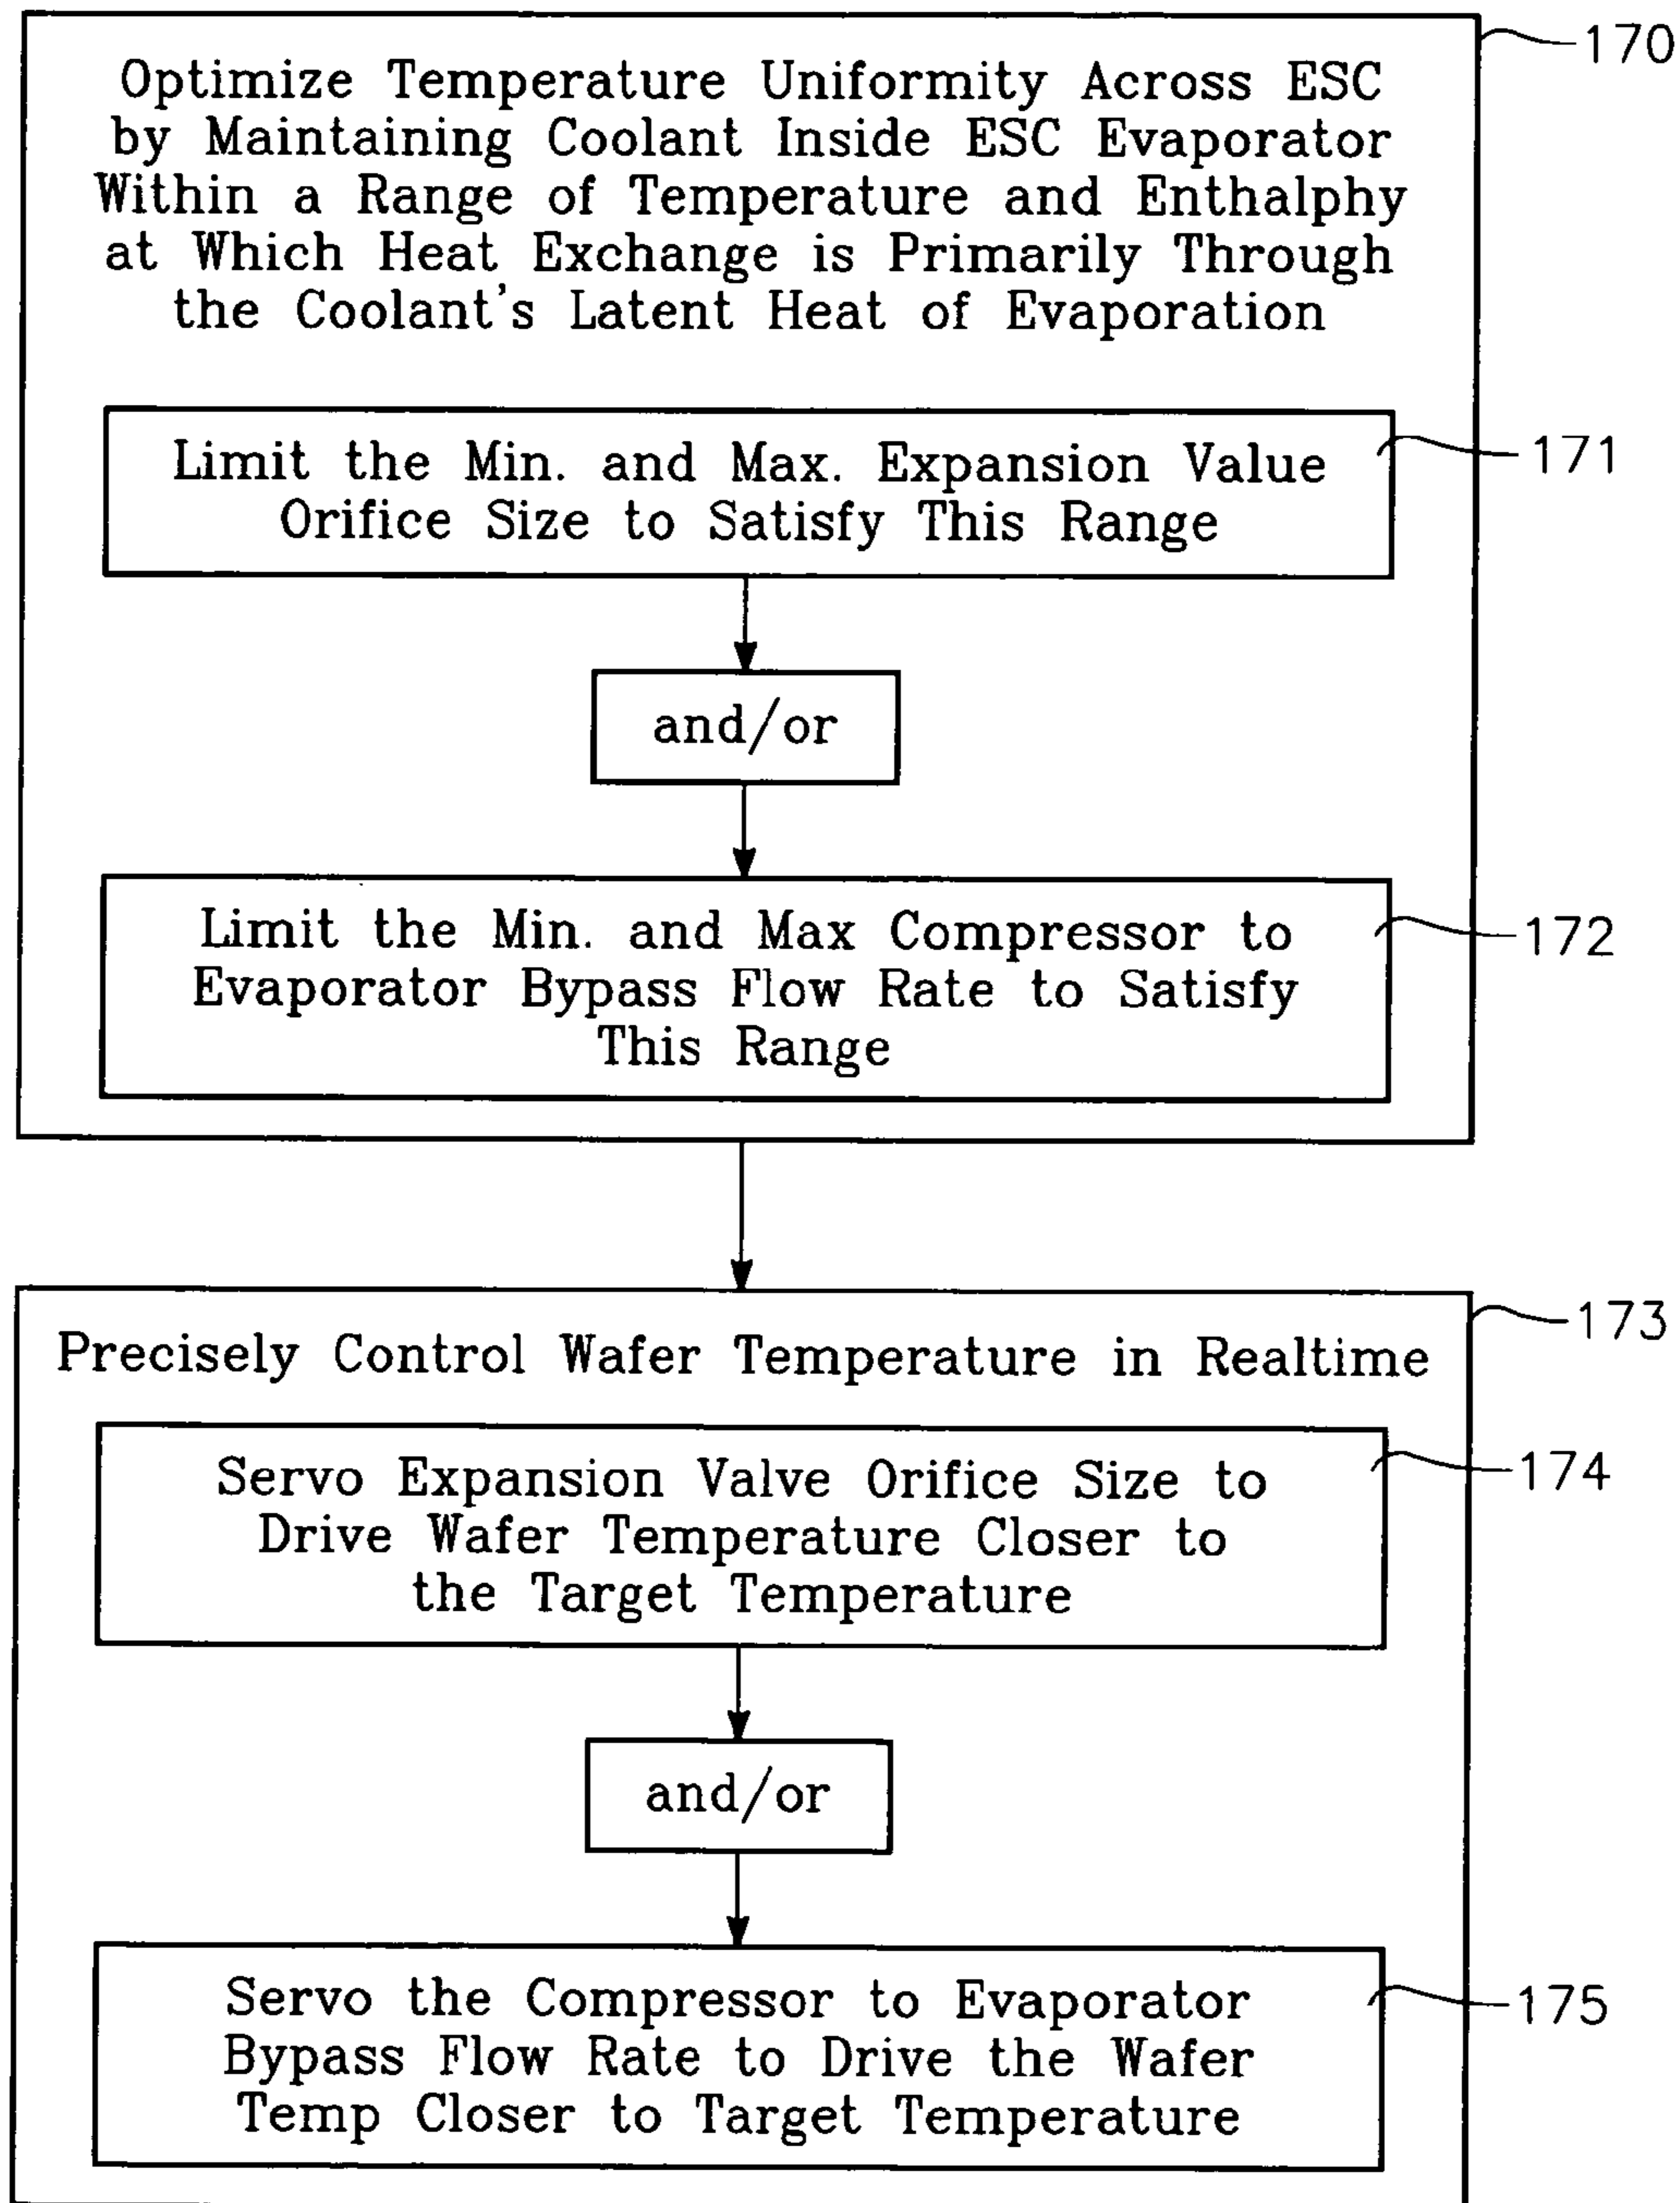 170
Optimize Temperature Uniformity Across ESC
by Maintaining Coolant Inside ESC Evaporator
Within a Range of Temperature and Enthalphy
at Which Heat Exchange is Primarily Through
the Coolant's Latent Heat of Evaporation
171
Limit the Min. and Max. Expansion Value
Orifice Size to Satisfy This Range
and/or
172
Limit the Min. and Max Compressor to
Evaporator Bypass Flow Rate to Satisfy
This Range
173
Precisely Control Wafer Temperature in Realtime
174
Servo Expansion Valve Orifice Size to
Drive Wafer Temperature Closer to
the Target Temperature
and/or
175
Servo the Compressor to Evaporator
Bypass Flow Rate to Drive the Wafer
Temp Closer to Target Temperature